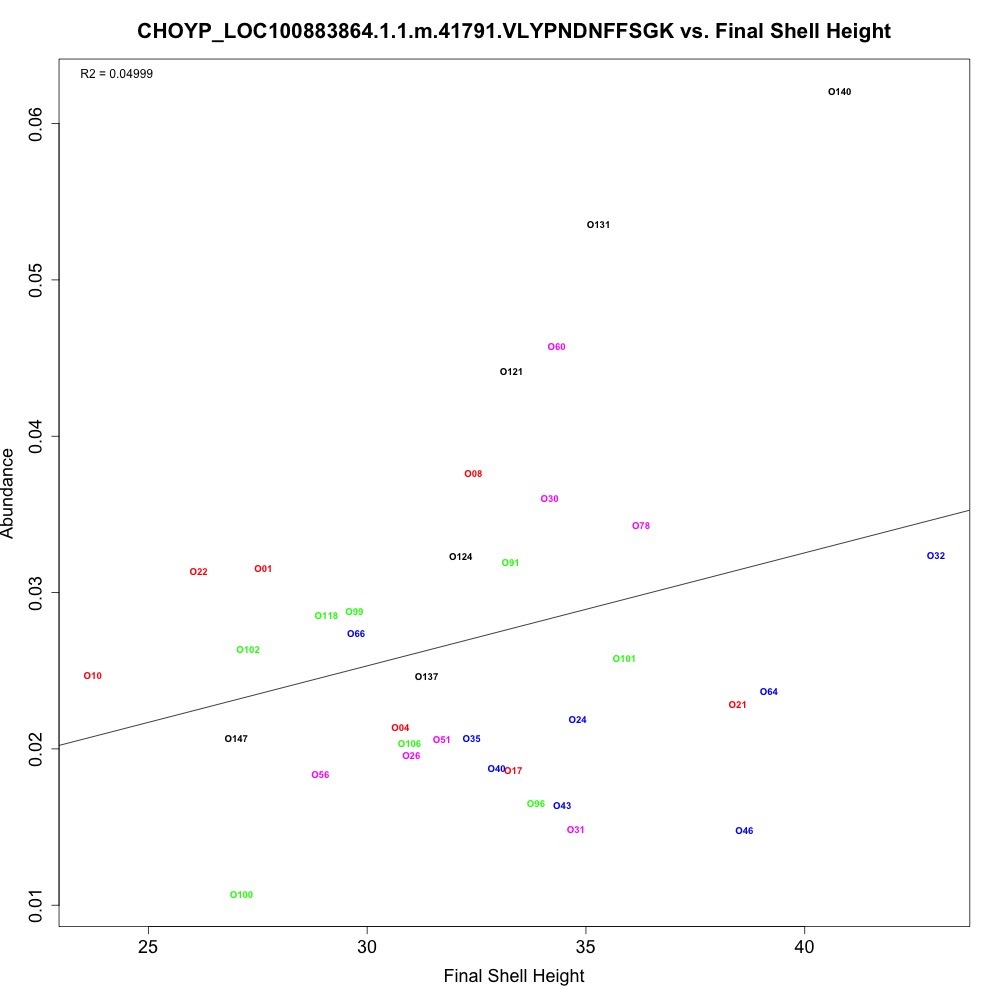 CHOYP_LOC100883864.1.1.m.41791.VLYPNDNFFSGK vs. Final Shell Height
R2 = 0.04999
O140
0.06
O131
0.05
O60
O121
0.04
O08
O30
O78
Abundance
O124
O91
O32
O22
O01
0.03
O118
O99
O66
O102
O101
O10
O137
O64
O21
O24
O04
O147
O106
O51
O35
0.02
O26
O56
O40
O17
O96
O43
O31
O46
O100
0.01
25
30
35
40
Final Shell Height